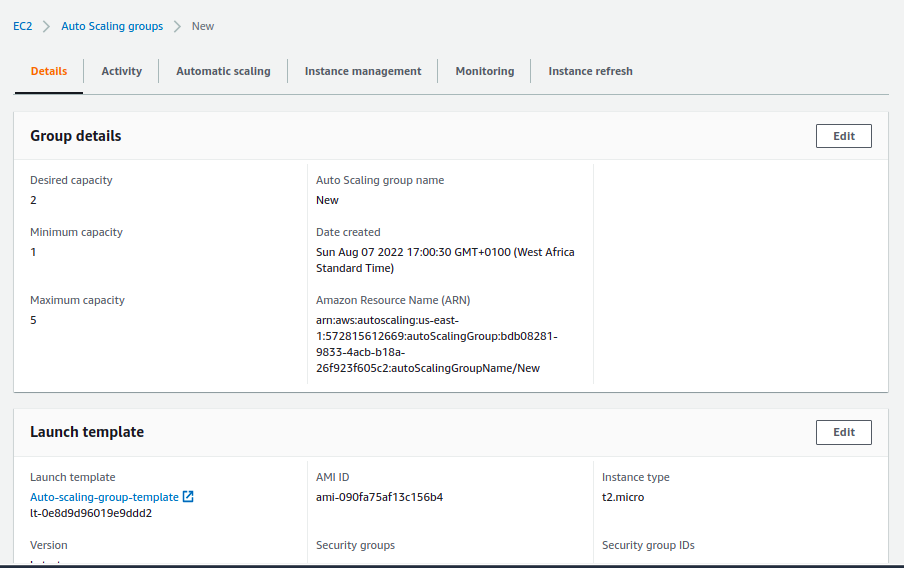 EC2 > Auto Scaling groups > New
Details Activity Automatic scaling Instance management Monitoring Instance refresh
Group details
Edit
Desired capacity
2
Minimum capacity
1
Maximum capacity
5
Auto Scaling group name
New
Date created
Sun Aug 07 2022 17:00:30 GMT+0100 (West Africa
Standard Time)
Amazon Resource Name (ARN)
arn:aws:autoscaling:us-east-
1:572815612669:autoScalingGroup:bdb08281-
9833-4acb-b18a-
26f923f605c2:autoScalingGroupName/New
Launch template
Edit
Launch template
Auto-scaling-group-template
lt-0e8d9d96019e9ddd2
AMI ID
ami-090fa75af13c156b4
Instance type
t2.micro
Version
Security groups
Security group IDs